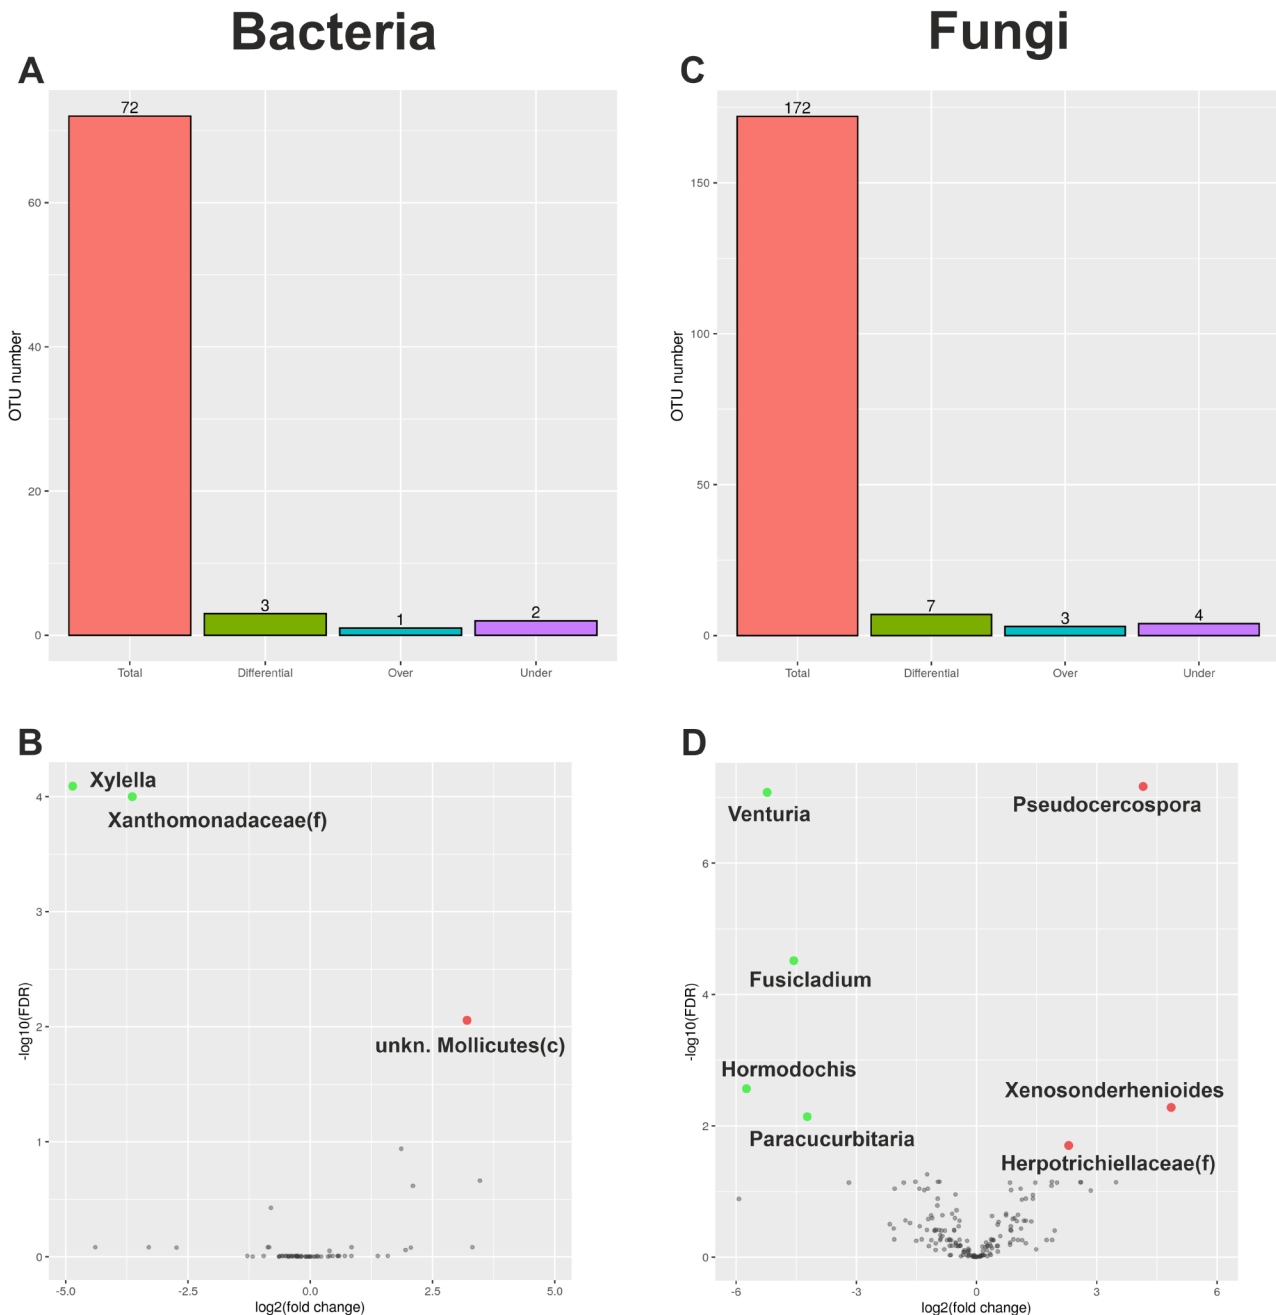 Bacteria
Fungi
A
72
3
1
2
60
40
20
0
OTU number
Total
Differential
Over
Under
C
172
7
3
4
150
100
50
0
OTU number
Total
Differential
Over
Under
B
Xylella
Xanthomonadaceae(f)
unkn. Mollicutes(c)
4
3
2
1
0
-log10(FDR)
-5.0
-2.5
0.0
2.5
5.0
log2(fold change)
D
Venturia
Pseudocercospora
Fusicladium
Hormodochis
Xenosonderhenioides
Paracucurbitaria
Herpotrichiellaceae(f)
6
4
2
0
-log10(FDR)
-6
-3
0
3
6
log2(fold change)